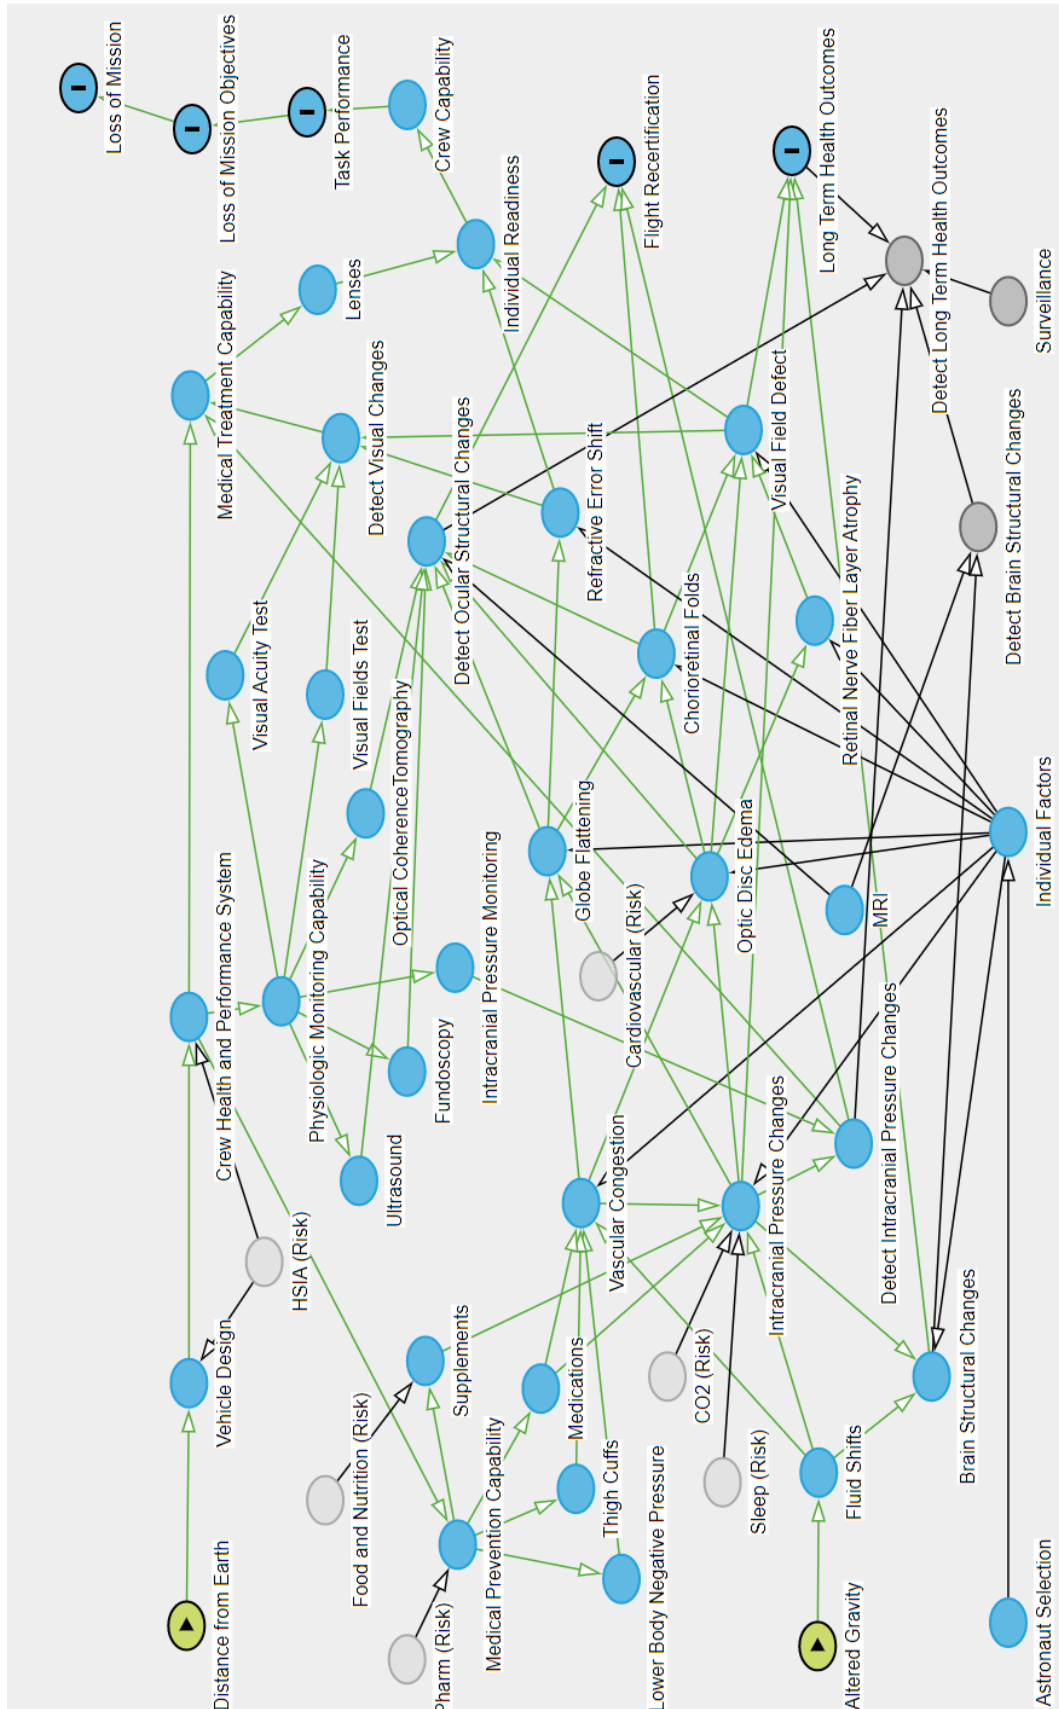 Loss of Mission
Loss of Mission Objectives
Task Performance
Crew Capability
Individual Readiness
Flight Recertification
Long Term Health Outcomes
Detect Long Term Health Outcomes
Surveillance
Medical Treatment Capability
Lenses
Detect Visual Changes
Detect Ocular Structural Changes
Refractive Error Shift
Visual Field Defect
Detect Brain Structural Changes
Visual Acuity Test
Visual Fields Test
Optical CoherenceTomography
Chorioretinal Folds
Retinal Nerve Fiber Layer Atrophy
Crew Health and Performance System
Physiologic Monitoring Capability
Intracranial Pressure Monitoring
Fundoscopy
Ultrasound
Globe Flattening
Cardiovascular (Risk)
Optic Disc Edema
MRI
Individual Factors
HSIA (Risk)
Vehicle Design
Supplements
Food and Nutrition (Risk)
Medications
Vascular Congestion
Intracranial Pressure Changes
Detect Intracranial Pressure Changes
CO2 (Risk)
Sleep (Risk)
Brain Structural Changes
Fluid Shifts
Medical Prevention Capability
Thigh Cuffs
Lower Body Negative Pressure
Pharm (Risk)
Distance from Earth
Altered Gravity
Astronaut Selection